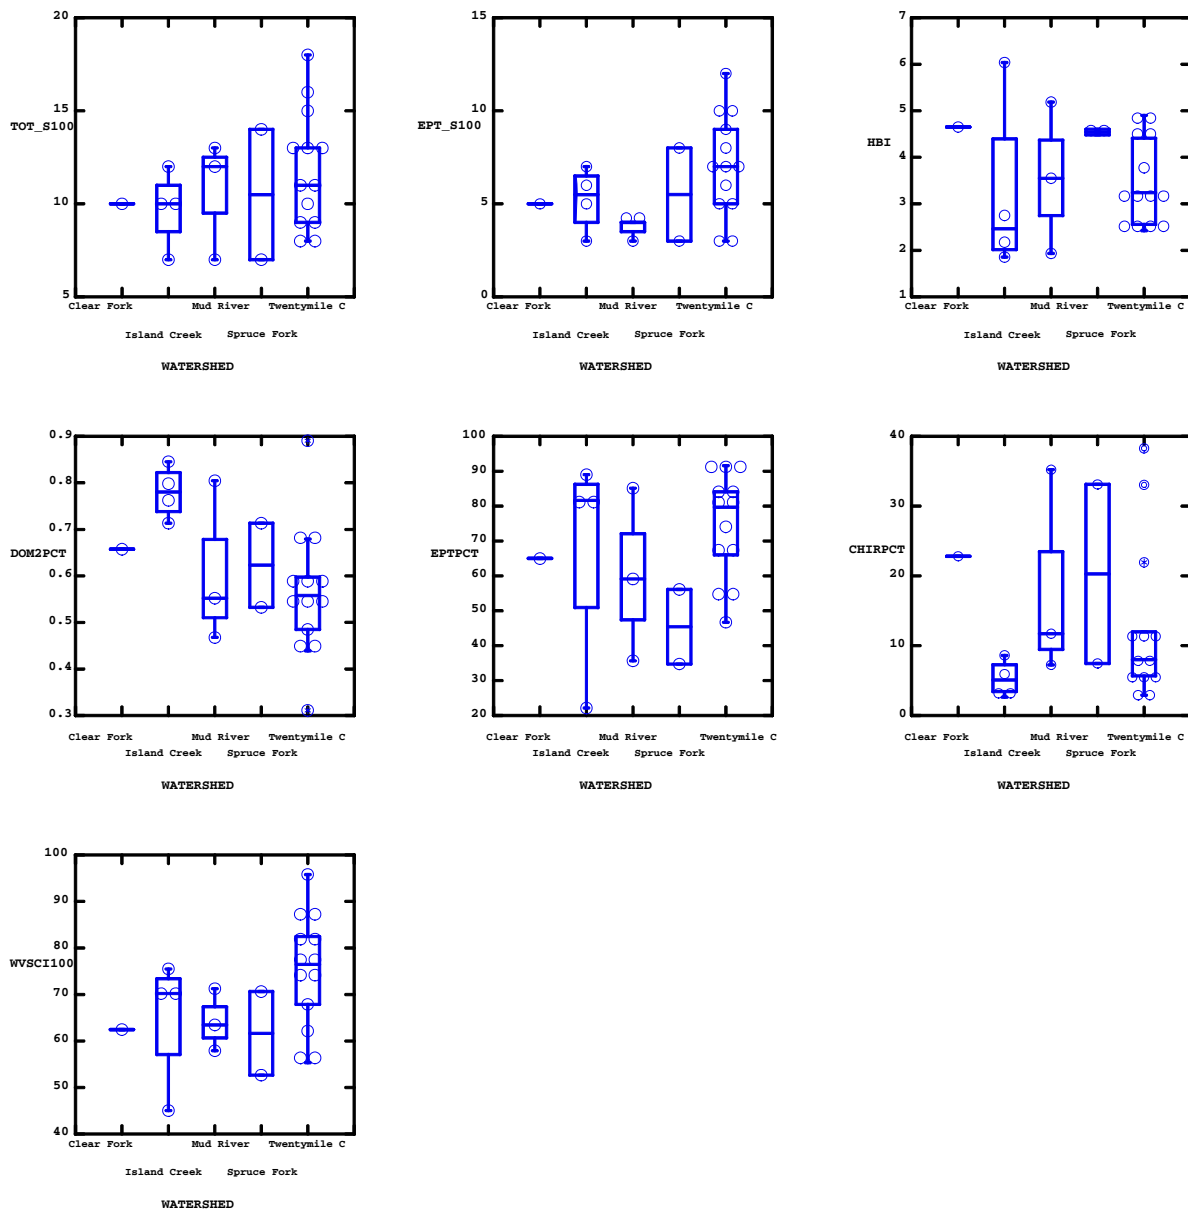 20
15
TOT_S100
10
5
Clear Fork Mud River Twentymile C
Island Creek Spruce Fork
WATERSHED
15
10
EPT_S100
5
0
Clear Fork Mud River Twentymile C
Island Creek Spruce Fork
WATERSHED
7
6
5
HBI
4
3
2
1
Clear Fork Mud River Twentymile C
Island Creek Spruce Fork
WATERSHED
0.9
0.8
0.7
DOM2PCT
0.6
0.5
0.4
0.3
Clear Fork Mud River Twentymile C
Island Creek Spruce Fork
WATERSHED
100
90
80
70
EPTPCT
60
50
40
30
20
Clear Fork Mud River Twentymile C
Island Creek Spruce Fork
WATERSHED
40
30
CHIRPCT
20
10
0
Clear Fork Mud River Twentymile C
Island Creek Spruce Fork
WATERSHED
100
90
80
WVSCI100
70
60
50
40
Clear Fork Mud River Twentymile C
Island Creek Spruce Fork
WATERSHED